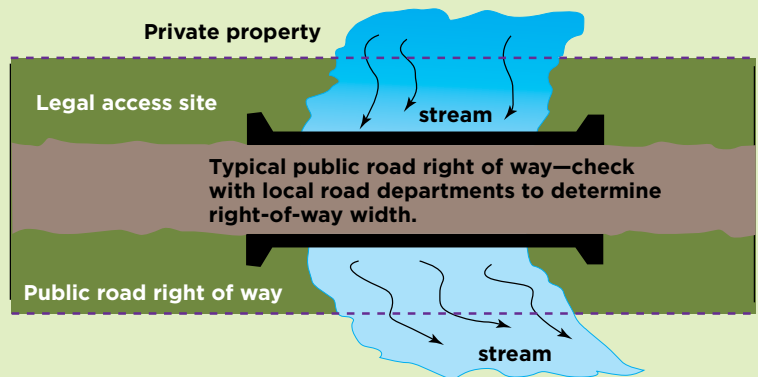 Private property
Legal access site
stream
Typical public road right of way—check
with local road departments to determine
right-of-way width.
Public road right of way
stream